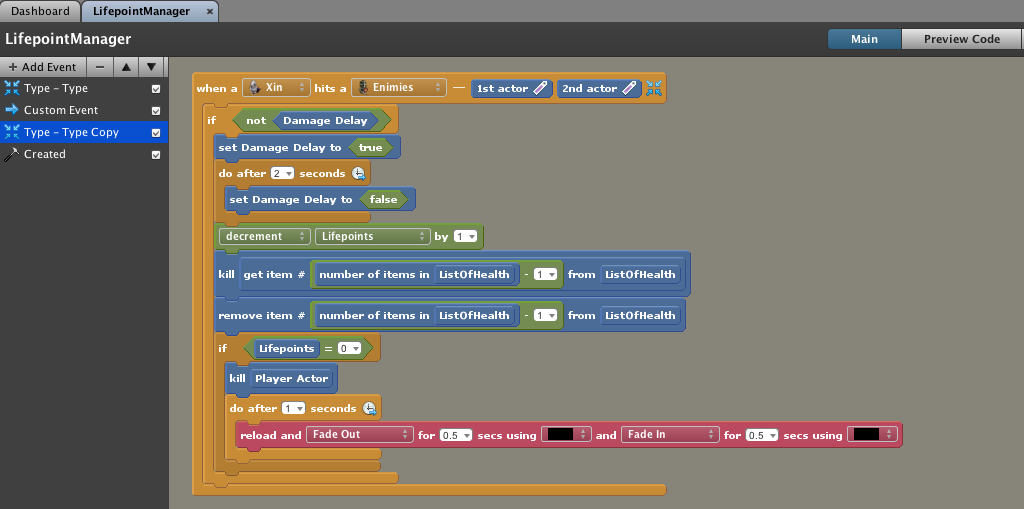 Dashboard LifepointManager ×
LifepointManager Main Preview Code
+ Add Event − ▲ ▼
Type – Type
Custom Event
Type – Type Copy
Created
when a Xin hits a Enimies — 1st actor 2nd actor
if not Damage Delay
set Damage Delay to true
do after 2 seconds
set Damage Delay to false
decrement Lifepoints by 1
kill get item # number of items in ListOfHealth - 1 from ListOfHealth
remove item # number of items in ListOfHealth - 1 from ListOfHealth
if Lifepoints = 0
kill Player Actor
do after 1 seconds
reload and Fade Out for 0.5 secs using and Fade In for 0.5 secs using